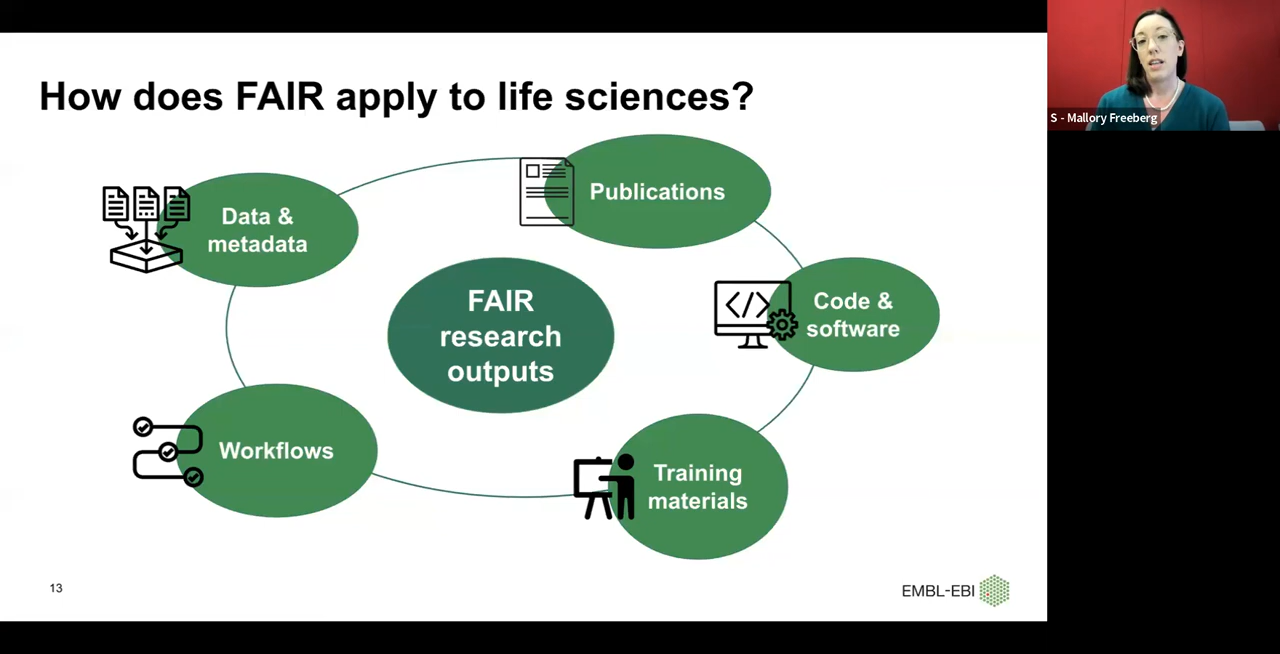 How does FAIR apply to life sciences?
S - Mallory Freeberg
Publications
Data &
metadata
FAIR
research
outputs
</>
Code &
software
Workflows
Training
materials
13
EMBL-EBI